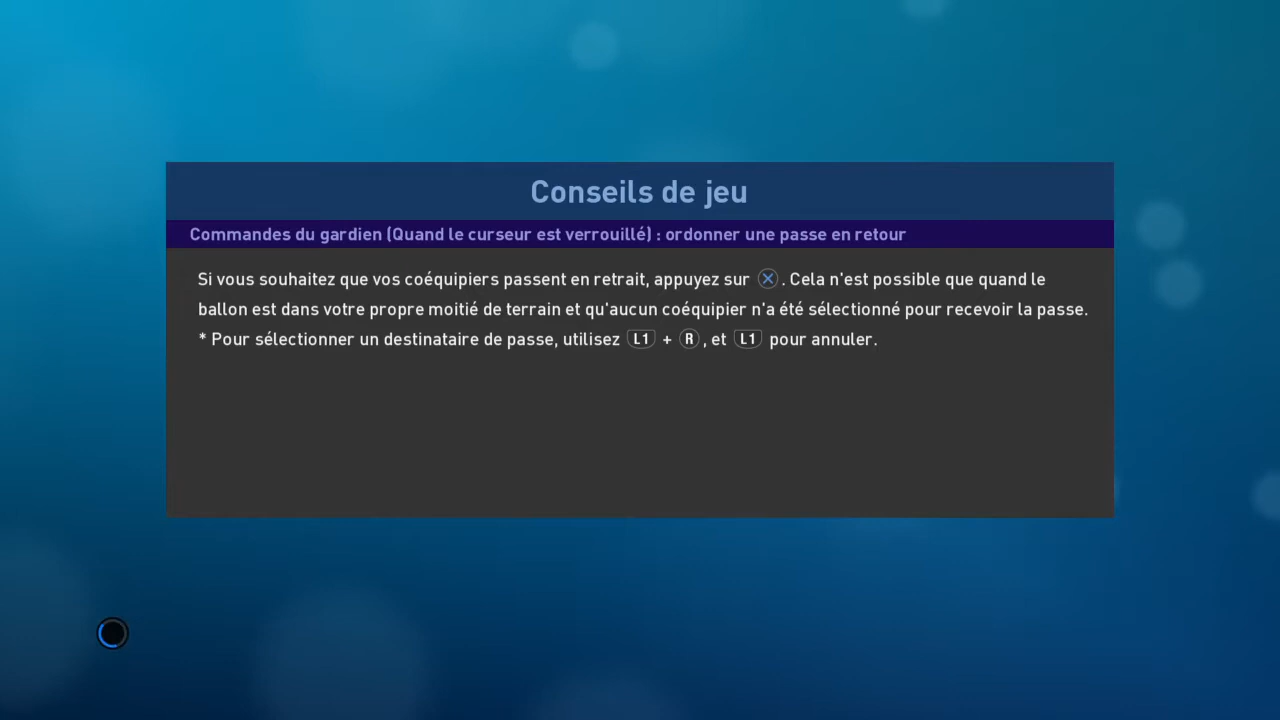 Conseils de jeu
Commandes du gardien (Quand le curseur est verrouillé) : ordonner une passe en retour
Si vous souhaitez que vos coéquipiers passent en retrait, appuyez sur ✕. Cela n'est possible que quand le
ballon est dans votre propre moitié de terrain et qu'aucun coéquipier n'a été sélectionné pour recevoir la passe.
* Pour sélectionner un destinataire de passe, utilisez L1 + R, et L1 pour annuler.